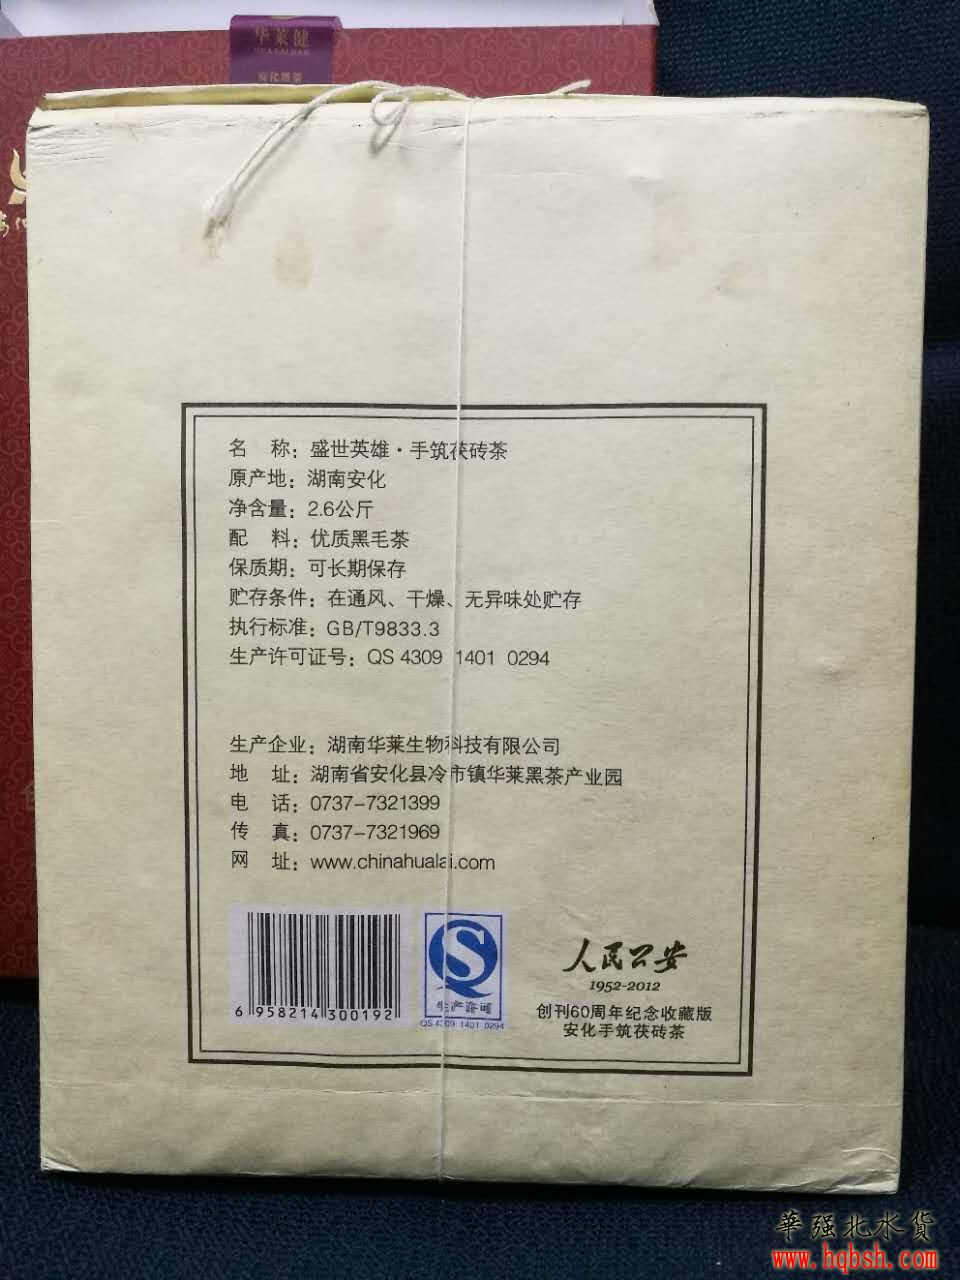 华莱健
HUALAIJIAN
安化黑茶
名 称：盛世英雄·手筑茯砖茶
原产地：湖南安化
净含量：2.6公斤
配 料：优质黑毛茶
保质期：可长期保存
贮存条件：在通风、干燥、无异味处贮存
执行标准：GB/T9833.3
生产许可证号：QS 4309 1401 0294
生产企业：湖南华莱生物科技有限公司
地 址：湖南省安化县冷市镇华莱黑茶产业园
电 话：0737-7321399
传 真：0737-7321969
网 址：www.chinahualai.com
6 958214 300192
生产许可
QS 4309 1401 0294
人民公安
1952-2012
创刊60周年纪念收藏版
安化手筑茯砖茶
華强北水货
www.hqbsh.com